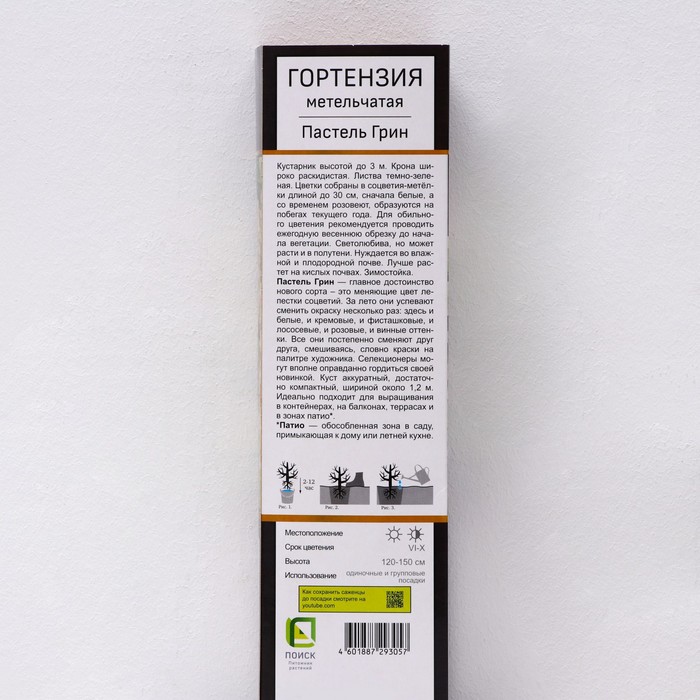 ГОРТЕНЗИЯ
метельчатая
Пастель Грин
Кустарник высотой до 3 м. Крона ши-
роко раскидистая. Листва темно-зеле-
ная. Цветки собраны в соцветия-метёл-
ки длиной до 30 см, сначала белые, а
со временем розовеют, образуются на
побегах текущего года. Для обильно-
го цветения рекомендуется проводить
ежегодную весеннюю обрезку до нача-
ла вегетации. Светолюбива, но может
расти и в полутени. Нуждается во влаж-
ной и плодородной почве. Лучше рас-
тет на кислых почвах. Зимостойка.
Пастель Грин — главное достоинство
нового сорта – это меняющие цвет ле-
пестки соцветий. За лето они успевают
сменить окраску несколько раз: здесь и
белые, и кремовые, и фисташковые, и
лососевые, и розовые, и винные оттен-
ки. Все они постепенно сменяют друг
друга, смешиваясь, словно краски на
палитре художника. Селекционеры мо-
гут вполне оправданно гордиться своей
новинкой. Куст аккуратный, достаточ-
но компактный, шириной около 1,2 м.
Идеально подходит для выращивания
в контейнерах, на балконах, террасах и
в зонах патио*.
*Патио — обособленная зона в саду,
примыкающая к дому или летней кухне.
2-12
час
Рис. 1. Рис. 2. Рис. 3.
Местоположение
Срок цветения VI-X
Высота 120-150 см
Использование одиночные и групповые
посадки
Как сохранить саженцы
до посадки смотрите на
youtube.com
ПОИСК
Питомник
растений
4 601887 293057